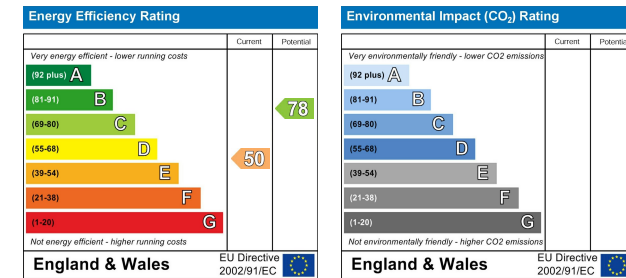 Energy Efficiency Rating
Current Potential
Very energy efficient - lower running costs
(92 plus) A
(81-91) B
(69-80) C
(55-68) D
(39-54) E
(21-38) F
(1-20) G
78
50
Not energy efficient - higher running costs
England & Wales
EU Directive
2002/91/EC
Environmental Impact (CO₂) Rating
Current Potential
Very environmentally friendly - lower CO2 emissions
(92 plus) A
(81-91) B
(69-80) C
(55-68) D
(39-54) E
(21-38) F
(1-20) G
Not environmentally friendly - higher CO2 emissions
England & Wales
EU Directive
2002/91/EC